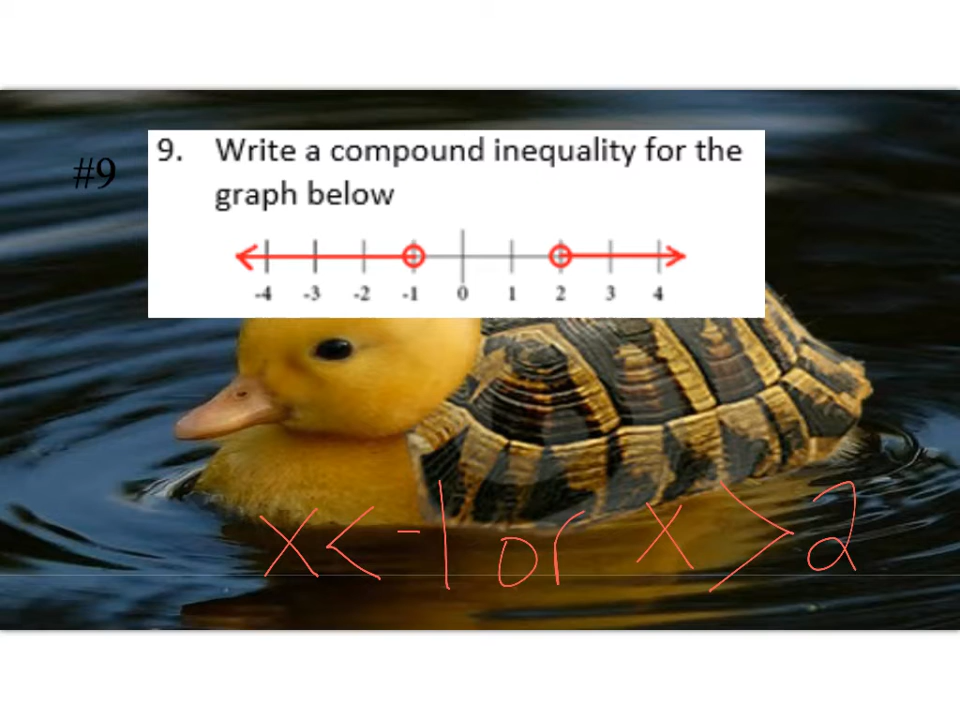 #9
9. Write a compound inequality for the
graph below
-4 -3 -2 -1 0 1 2 3 4
x < -1 or x > 2